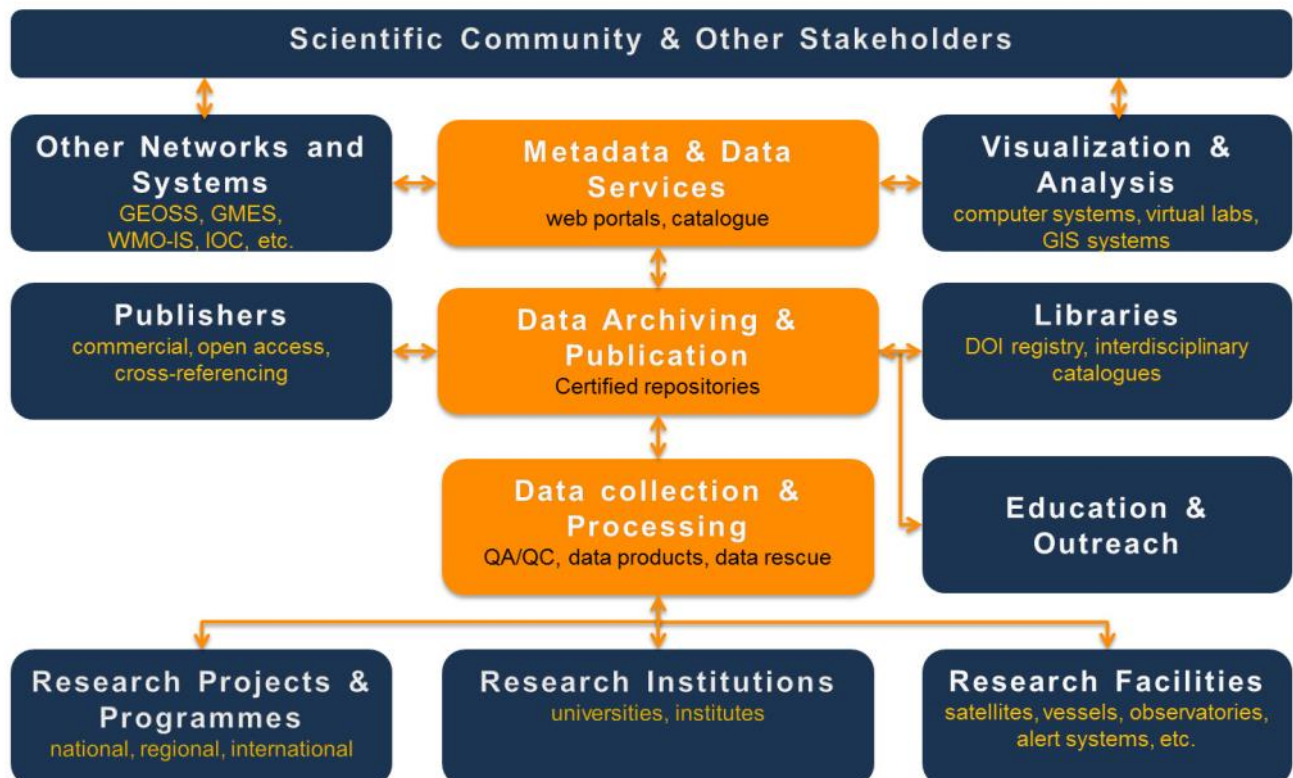 Scientific Community & Other Stakeholders
Other Networks and
Systems
GEOSS, GMES,
WMO-IS, IOC, etc.
Metadata & Data
Services
web portals, catalogue
Visualization &
Analysis
computer systems, virtual labs,
GIS systems
Publishers
commercial, open access,
cross-referencing
Data Archiving &
Publication
Certified repositories
Libraries
DOI registry, interdisciplinary
catalogues
Data collection &
Processing
QA/QC, data products, data rescue
Education &
Outreach
Research Projects &
Programmes
national, regional, international
Research Institutions
universities, institutes
Research Facilities
satellites, vessels, observatories,
alert systems, etc.